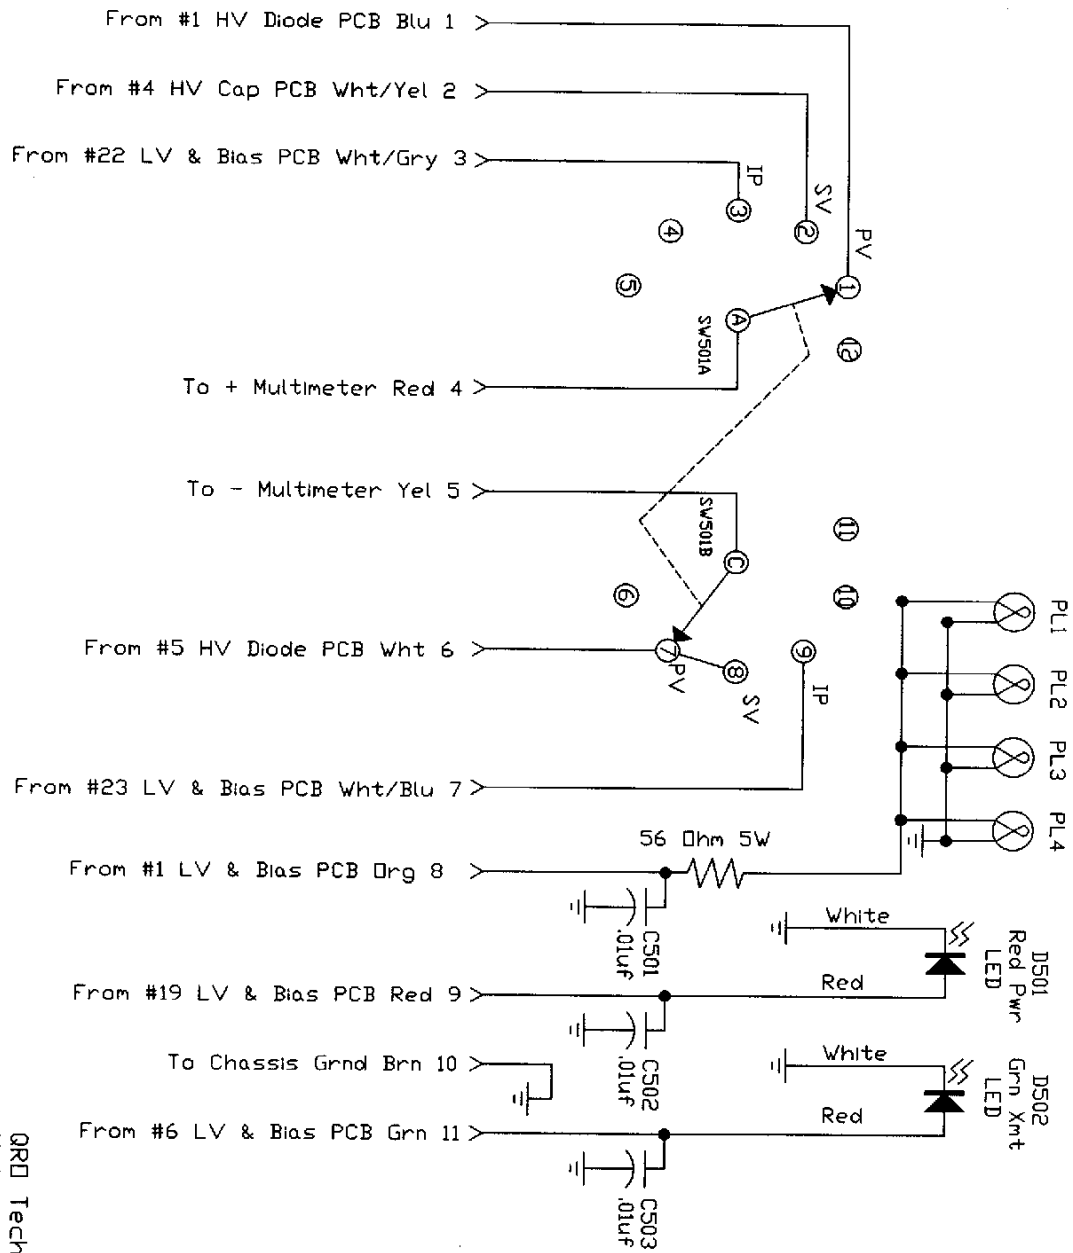 From #1 HV Diode PCB Blu 1
From #4 HV Cap PCB Wht/Yel 2
From #22 LV & Bias PCB Wht/Gry 3
IP
SV
PV
3
2
4
5
1
A
SW501A
12
To + Multimeter Red 4
To - Multimeter Yel 5
SW501B
C
11
10
6
From #5 HV Diode PCB Wht 6
7
PV
8
SV
9
IP
PL1
PL2
PL3
PL4
From #23 LV & Bias PCB Wht/Blu 7
56 Ohm 5W
From #1 LV & Bias PCB Org 8
C501
.01uf
White
D501
Red Pwr
LED
Red
From #19 LV & Bias PCB Red 9
C502
.01uf
To Chassis Grnd Brn 10
White
D502
Grn Xmt
LED
Red
From #6 LV & Bias PCB Grn 11
C503
.01uf
QRO Tech